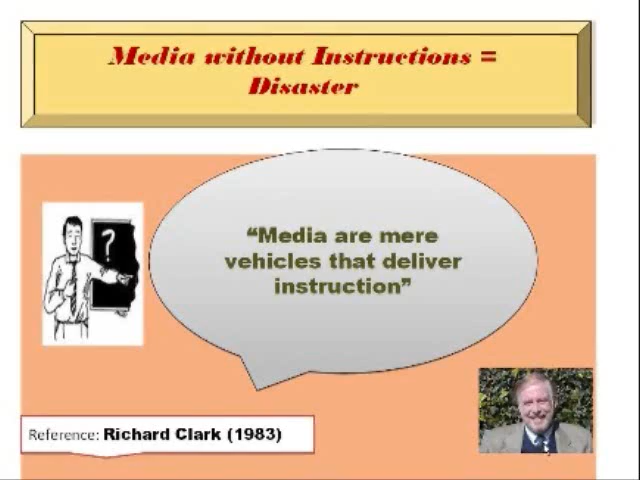 Media without Instructions =
Disaster
?
“Media are mere
vehicles that deliver
instruction”
Reference: Richard Clark (1983)